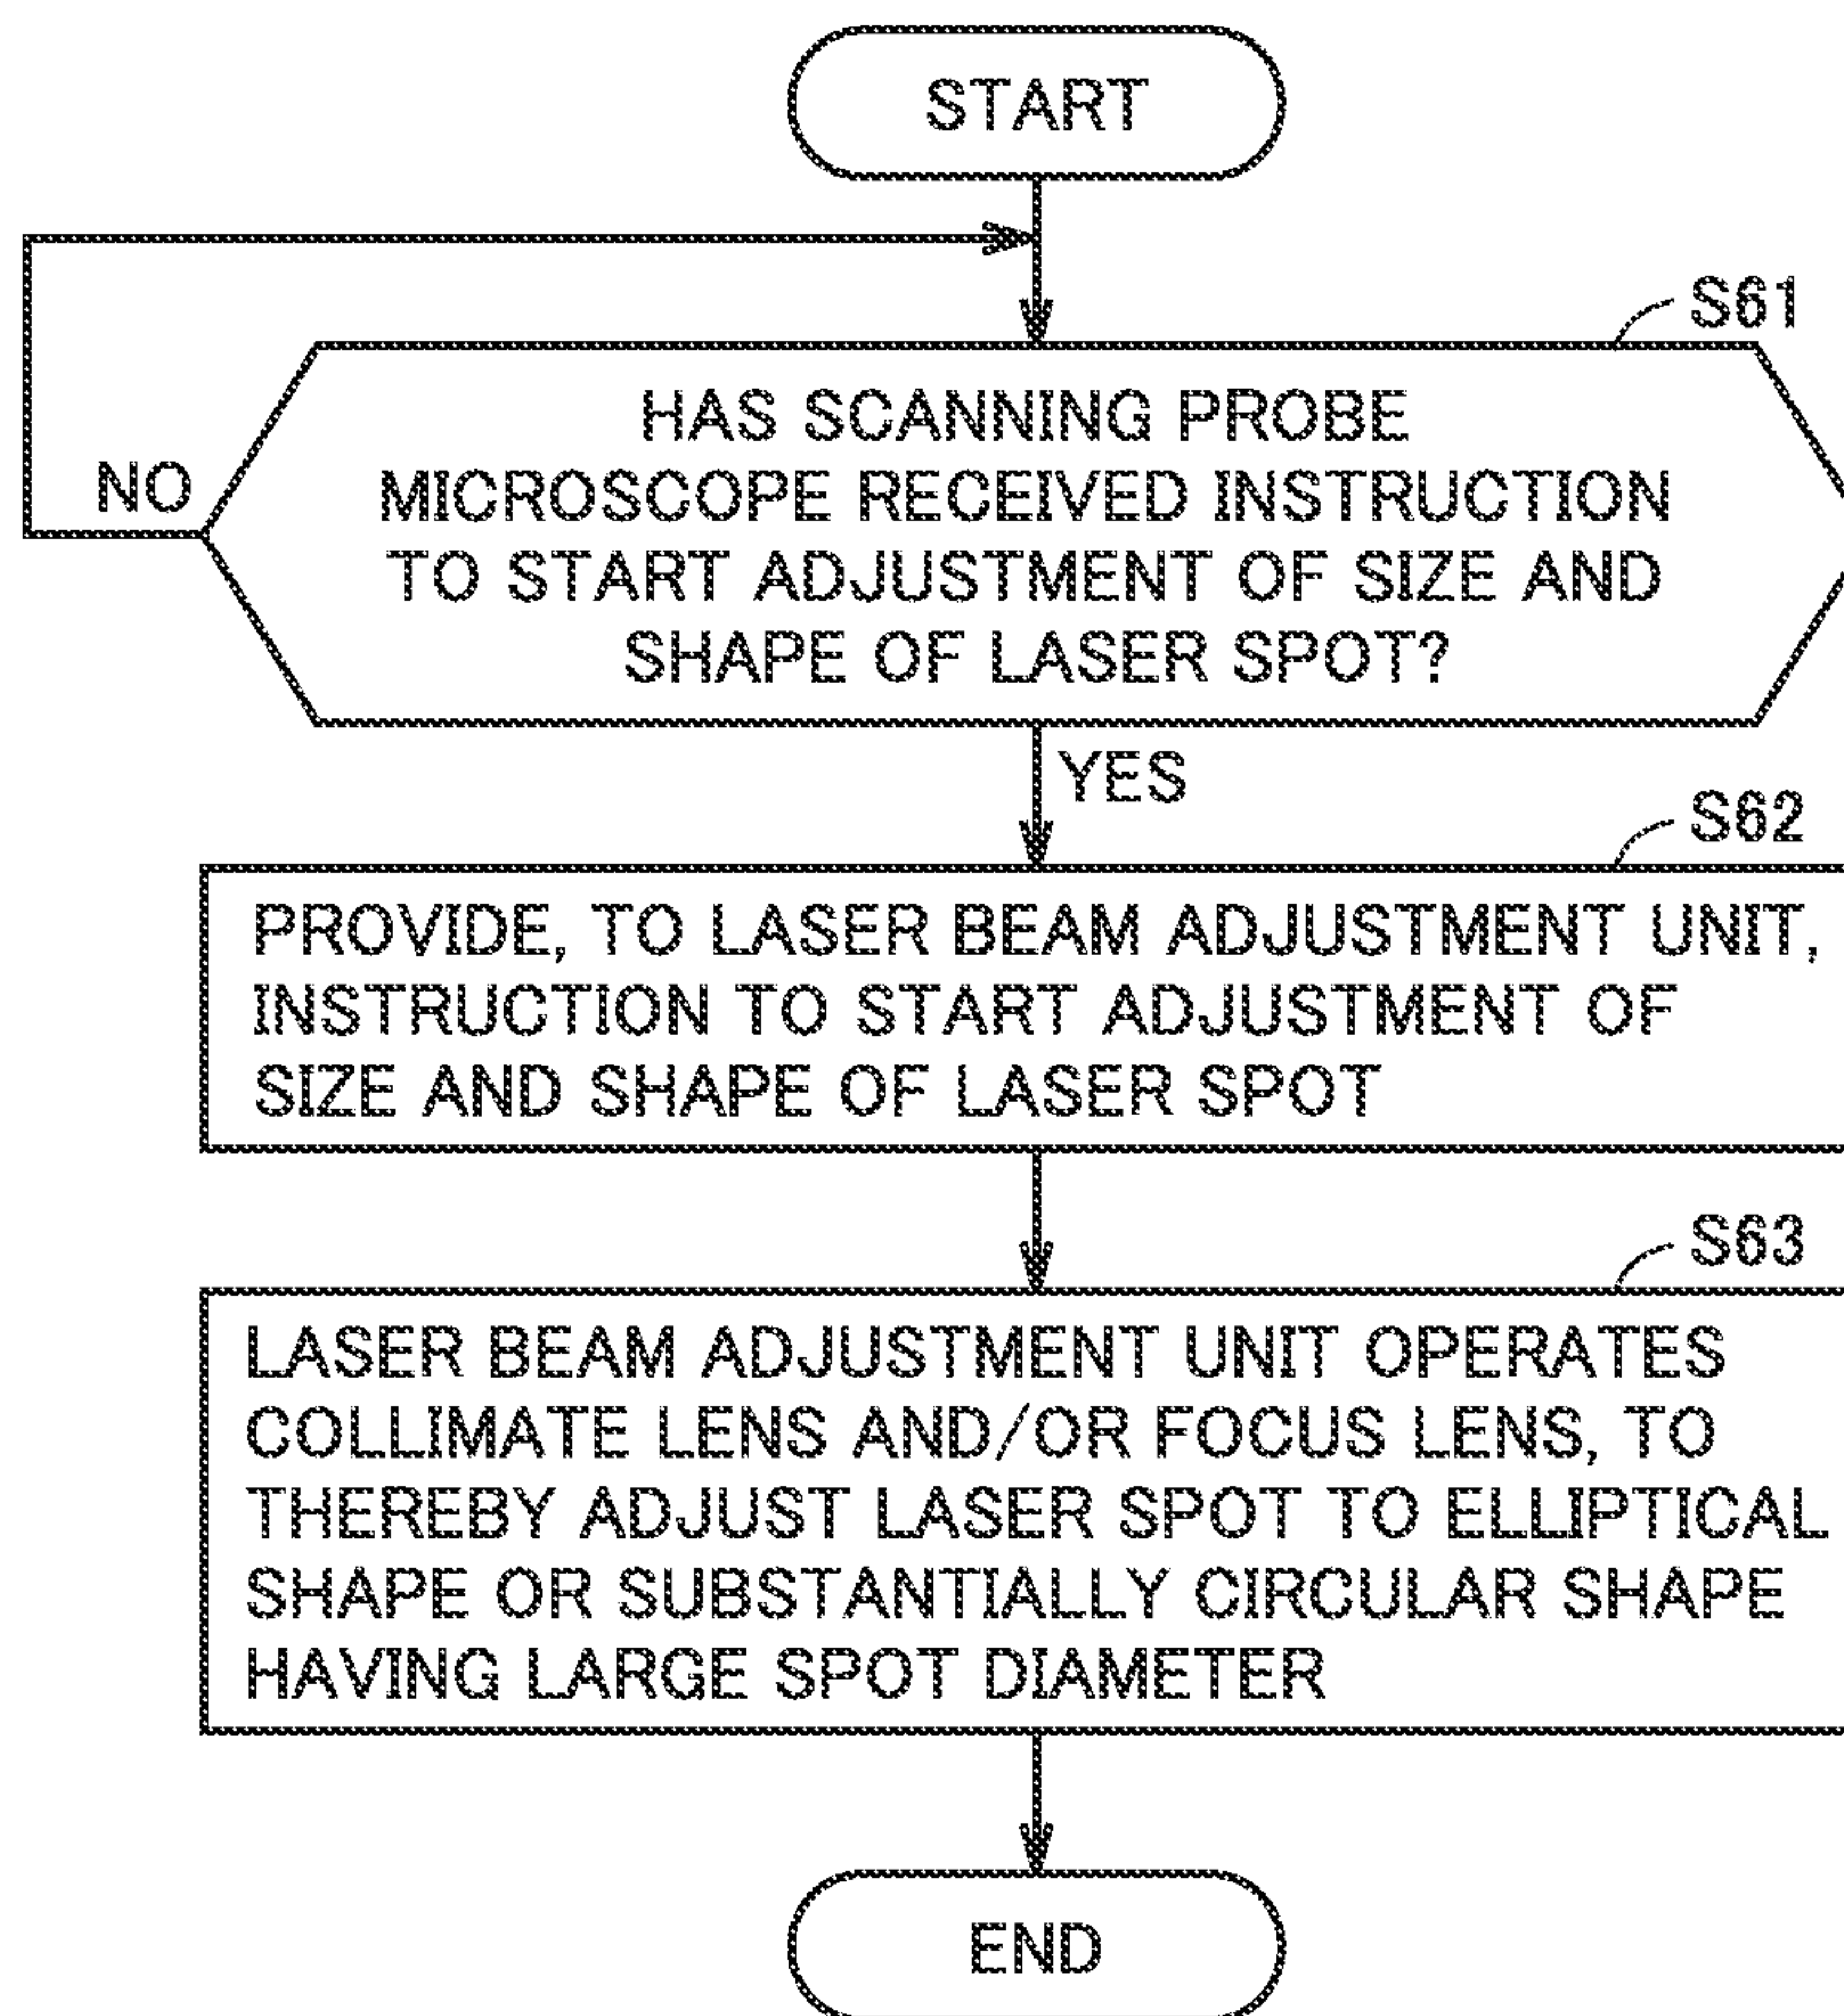 START
S61
HAS SCANNING PROBE
MICROSCOPE RECEIVED INSTRUCTION
TO START ADJUSTMENT OF SIZE AND
SHAPE OF LASER SPOT?
NO
YES
S62
PROVIDE, TO LASER BEAM ADJUSTMENT UNIT,
INSTRUCTION TO START ADJUSTMENT OF
SIZE AND SHAPE OF LASER SPOT
S63
LASER BEAM ADJUSTMENT UNIT OPERATES
COLLIMATE LENS AND/OR FOCUS LENS, TO
THEREBY ADJUST LASER SPOT TO ELLIPTICAL
SHAPE OR SUBSTANTIALLY CIRCULAR SHAPE
HAVING LARGE SPOT DIAMETER
END